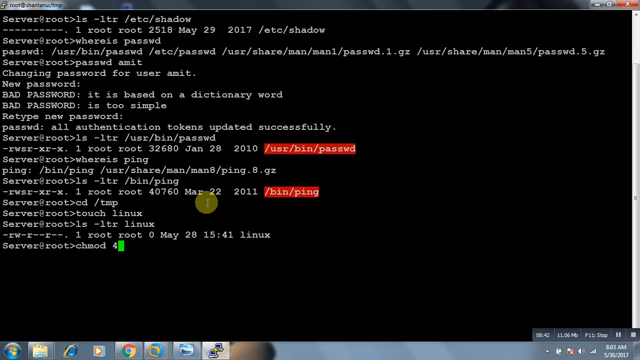 root@shantanu:/tmp
Server@root>ls -ltr /etc/shadow
----------. 1 root root 2518 May 29  2017 /etc/shadow
Server@root>whereis passwd
passwd: /usr/bin/passwd /etc/passwd /usr/share/man/man1/passwd.1.gz /usr/share/man/man5/passwd.5.gz
Server@root>passwd amit
Changing password for user amit.
New password:
BAD PASSWORD: it is based on a dictionary word
BAD PASSWORD: is too simple
Retype new password:
passwd: all authentication tokens updated successfully.
Server@root>ls -ltr /usr/bin/passwd
-rwsr-xr-x. 1 root root 32680 Jan 28  2010 /usr/bin/passwd
Server@root>whereis ping
ping: /bin/ping /usr/share/man/man8/ping.8.gz
Server@root>ls -ltr /bin/ping
-rwsr-xr-x. 1 root root 40760 Mar 22  2011 /bin/ping
Server@root>cd /tmp
Server@root>touch linux
Server@root>ls -ltr linux
-rw-r--r--. 1 root root 0 May 28 15:41 linux
Server@root>chmod 4
08:42
11.06 Mb
F11: Stop
8:03 AM
5/30/2017